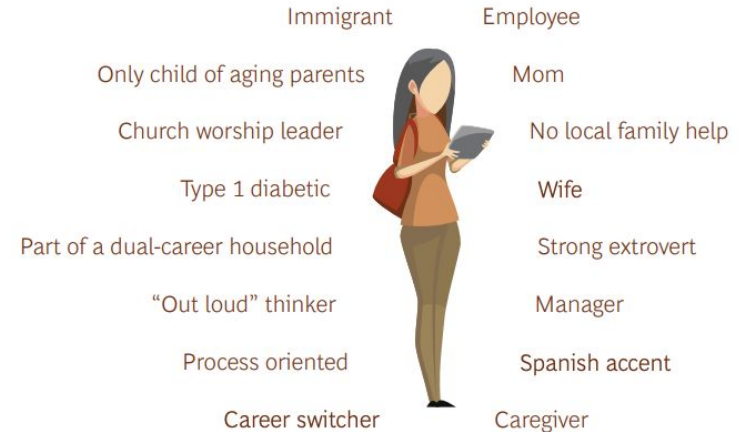 Immigrant
Employee
Only child of aging parents
Mom
Church worship leader
No local family help
Type 1 diabetic
Wife
Part of a dual-career household
Strong extrovert
“Out loud” thinker
Manager
Process oriented
Spanish accent
Career switcher
Caregiver